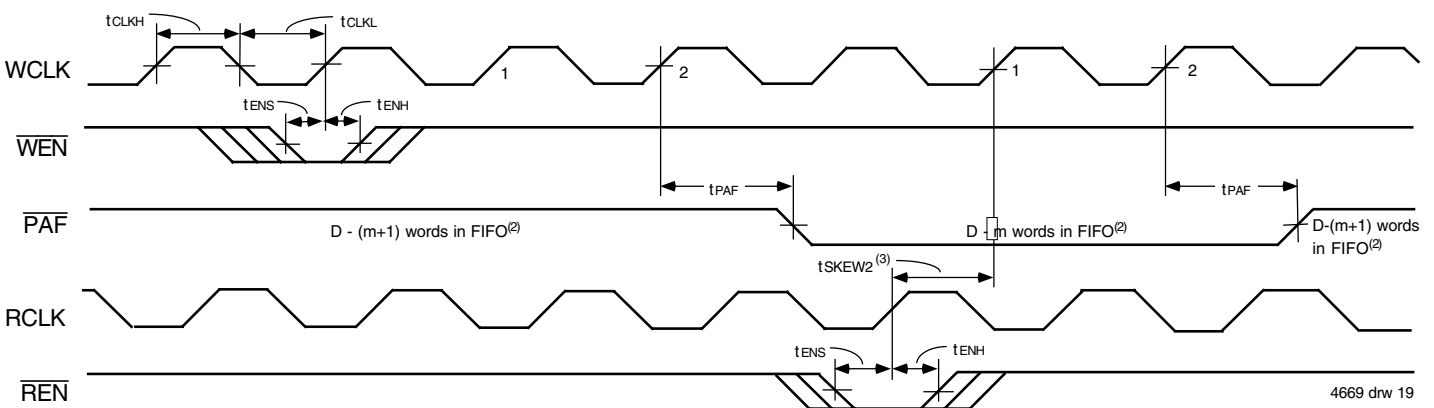 tCLKH
tCLKL
WCLK
1
2
1
2
tENS
tENH
WEN
tPAF
tPAF
PAF
D - (m+1) words in FIFO(2)
D - m words in FIFO(2)
D-(m+1) words
in FIFO(2)
tSKEW2(3)
RCLK
tENS
tENH
REN
4669 drw 19